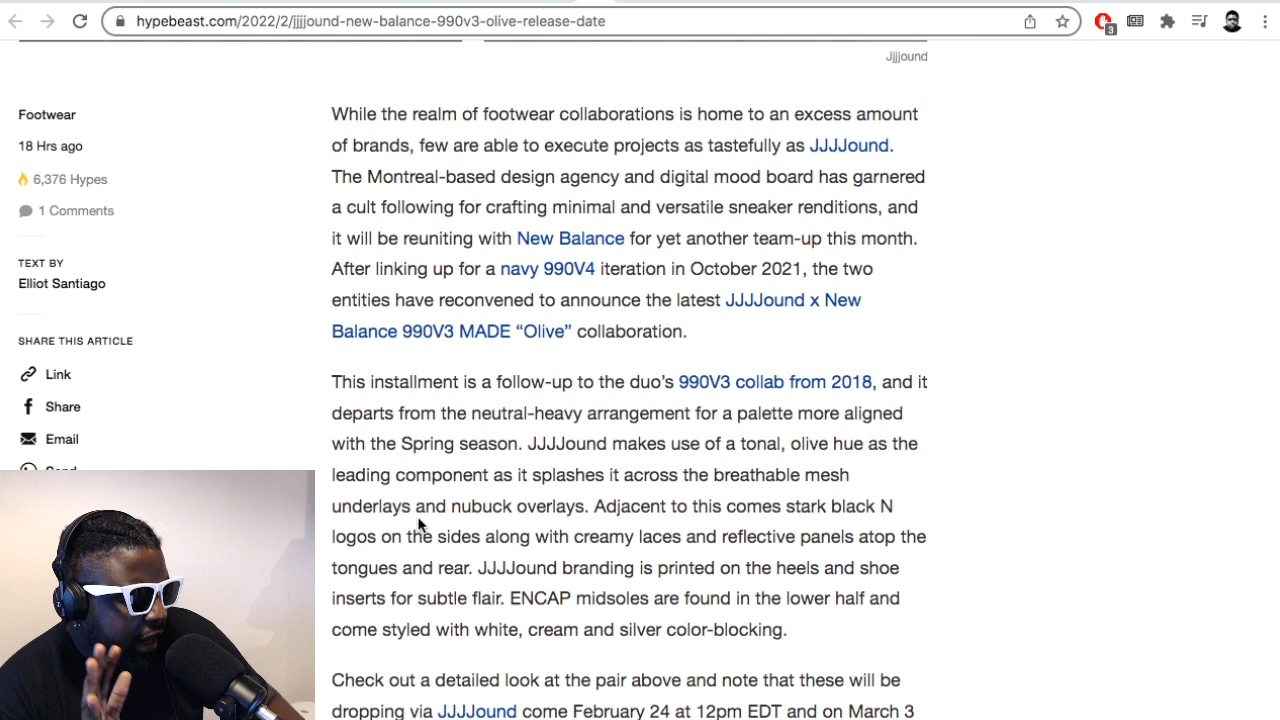 hypebeast.com/2022/2/jjjjound-new-balance-990v3-olive-release-date
3
Jjjjound
Footwear
18 Hrs ago
6,376 Hypes
1 Comments
TEXT BY
Elliot Santiago
SHARE THIS ARTICLE
Link
Share
Email
Send
While the realm of footwear collaborations is home to an excess amount
of brands, few are able to execute projects as tastefully as JJJJound.
The Montreal-based design agency and digital mood board has garnered
a cult following for crafting minimal and versatile sneaker renditions, and
it will be reuniting with New Balance for yet another team-up this month.
After linking up for a navy 990V4 iteration in October 2021, the two
entities have reconvened to announce the latest JJJJound x New
Balance 990V3 MADE “Olive” collaboration.
This installment is a follow-up to the duo’s 990V3 collab from 2018, and it
departs from the neutral-heavy arrangement for a palette more aligned
with the Spring season. JJJJound makes use of a tonal, olive hue as the
leading component as it splashes it across the breathable mesh
underlays and nubuck overlays. Adjacent to this comes stark black N
logos on the sides along with creamy laces and reflective panels atop the
tongues and rear. JJJJound branding is printed on the heels and shoe
inserts for subtle flair. ENCAP midsoles are found in the lower half and
come styled with white, cream and silver color-blocking.
Check out a detailed look at the pair above and note that these will be
dropping via JJJJound come February 24 at 12pm EDT and on March 3